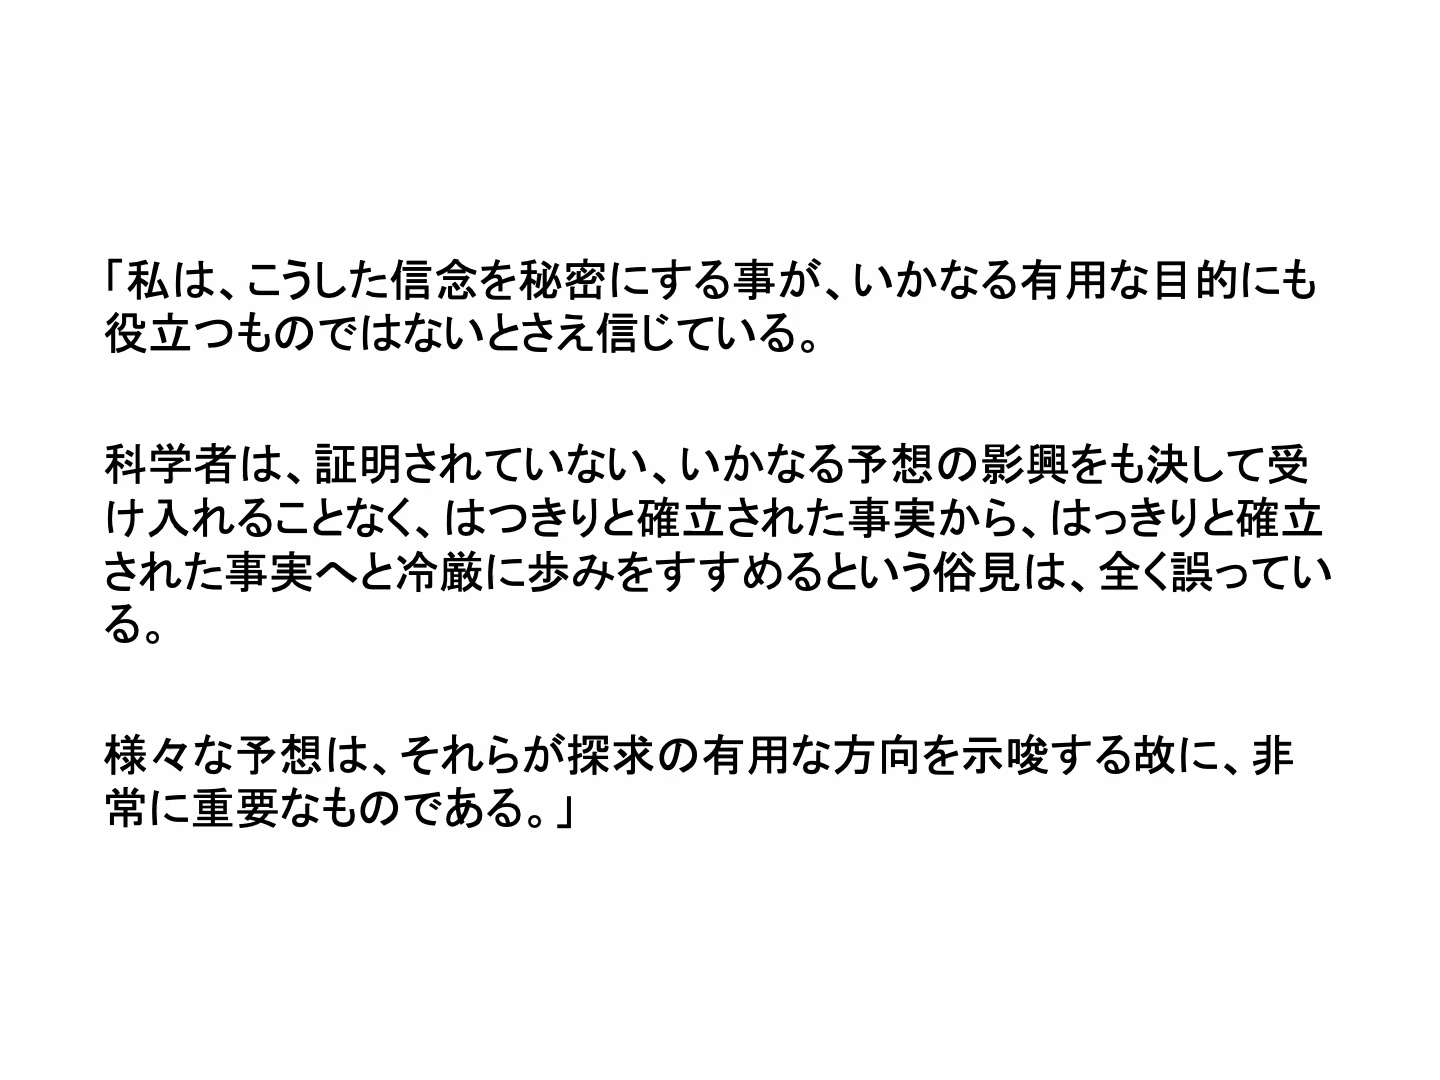 「私は、こうした信念を秘密にする事が、いかなる有用な目的にも
役立つものではないとさえ信じている。
科学者は、証明されていない、いかなる予想の影興をも決して受
け入れることなく、はつきりと確立された事実から、はっきりと確立
された事実へと冷厳に歩みをすすめるという俗見は、全く誤ってい
る。
様々な予想は、それらが探求の有用な方向を示唆する故に、非
常に重要なものである。」